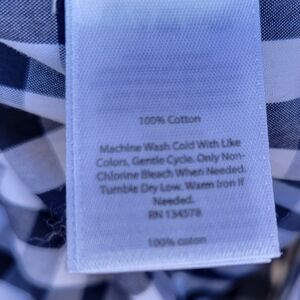 100% Cotton
Machine Wash Cold With Like
Colors, Gentle Cycle. Only Non-
Chlorine Bleach When Needed.
Tumble Dry Low. Warm Iron If
Needed.
RN 134578
100% coton